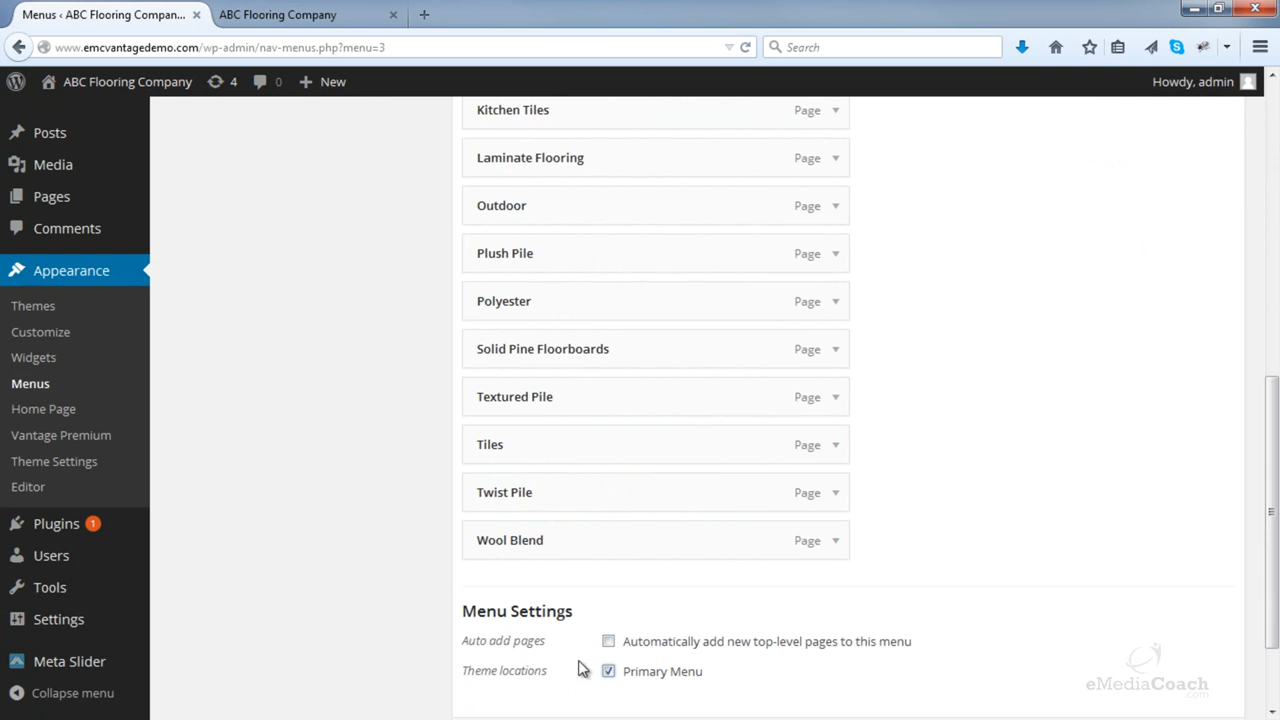 Menus ‹ ABC Flooring Compan... ×
ABC Flooring Company ×
www.emcvantagedemo.com/wp-admin/nav-menus.php?menu=3
Search
ABC Flooring Company 4 0 New
Howdy, admin
Posts
Media
Pages
Comments
Appearance
Themes
Customize
Widgets
Menus
Home Page
Vantage Premium
Theme Settings
Editor
Plugins 1
Users
Tools
Settings
Meta Slider
Collapse menu
Kitchen Tiles Page
Laminate Flooring Page
Outdoor Page
Plush Pile Page
Polyester Page
Solid Pine Floorboards Page
Textured Pile Page
Tiles Page
Twist Pile Page
Wool Blend Page
Menu Settings
Auto add pages Automatically add new top-level pages to this menu
Theme locations Primary Menu
eMediaCoach
.com